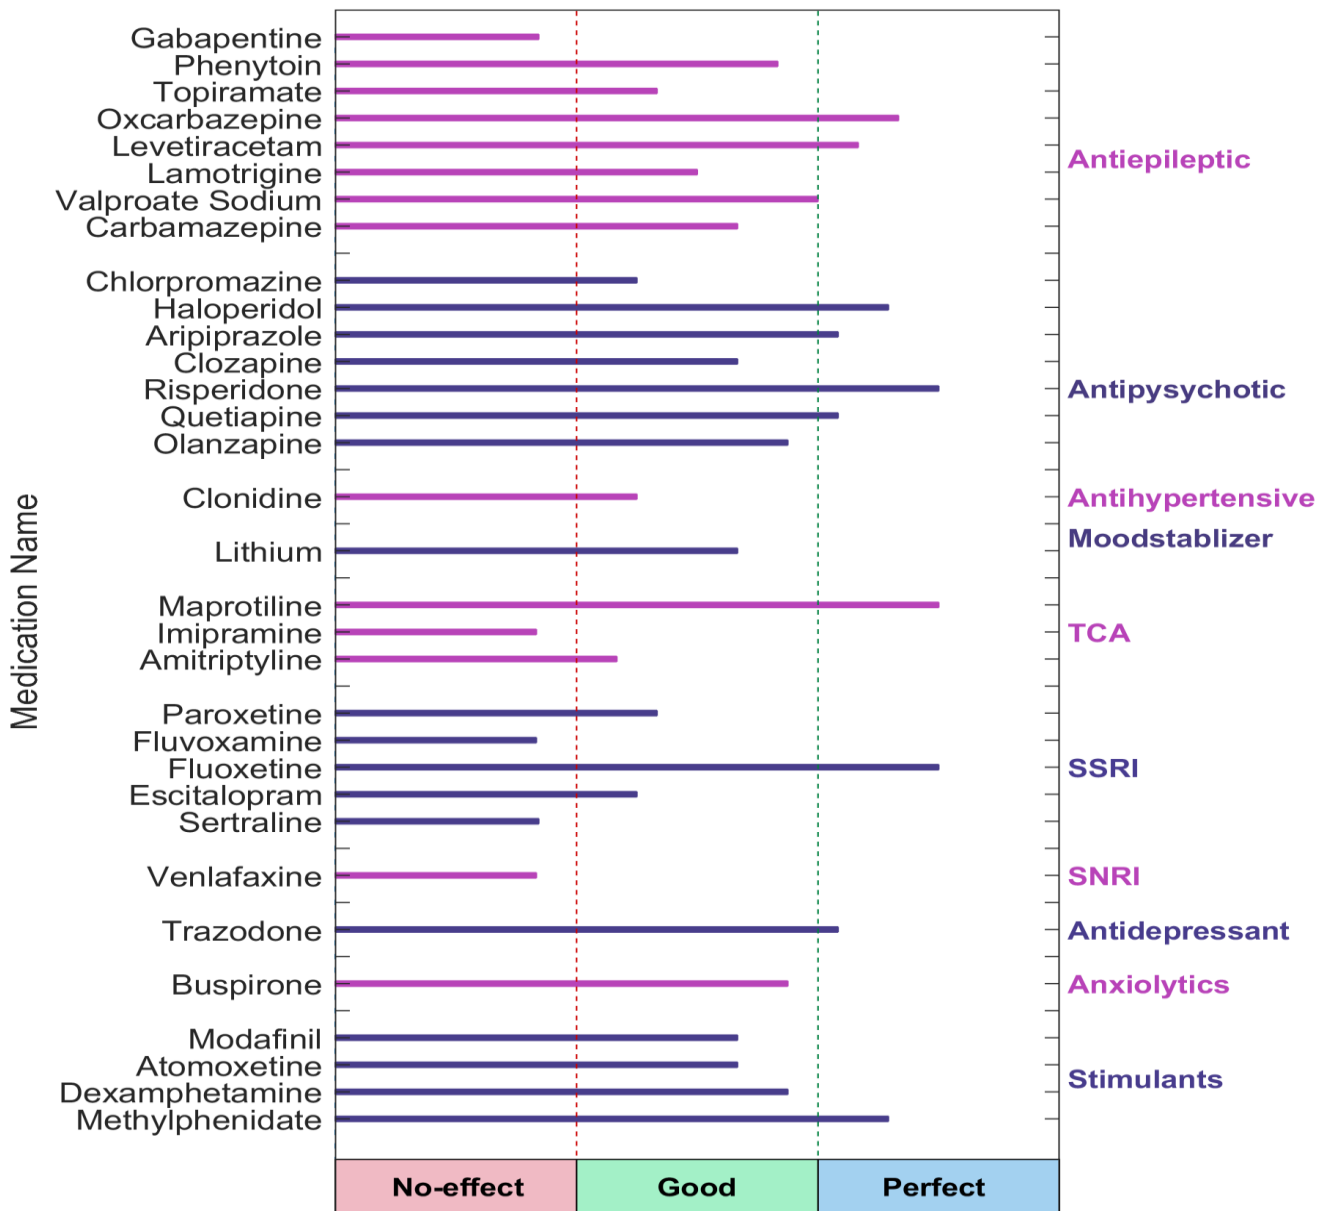 Medication Name
Gabapentine
Phenytoin
Topiramate
Oxcarbazepine
Levetiracetam
Lamotrigine
Valproate Sodium
Carbamazepine
Antiepileptic
Chlorpromazine
Haloperidol
Aripiprazole
Clozapine
Risperidone
Quetiapine
Olanzapine
Antipysychotic
Clonidine
Antihypertensive
Lithium
Moodstablizer
Maprotiline
Imipramine
Amitriptyline
TCA
Paroxetine
Fluvoxamine
Fluoxetine
Escitalopram
Sertraline
SSRI
Venlafaxine
SNRI
Trazodone
Antidepressant
Buspirone
Anxiolytics
Modafinil
Atomoxetine
Dexamphetamine
Methylphenidate
Stimulants
No-effect
Good
Perfect